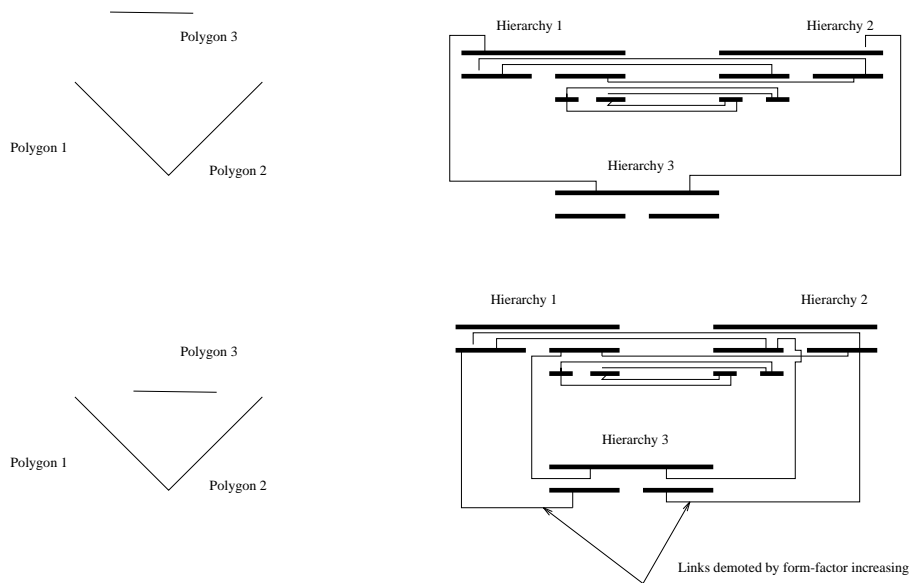 Polygon 3
Polygon 1
Polygon 2
Hierarchy 1
Hierarchy 2
Hierarchy 3
Polygon 3
Polygon 1
Polygon 2
Hierarchy 1
Hierarchy 2
Hierarchy 3
Links demoted by form-factor increasing